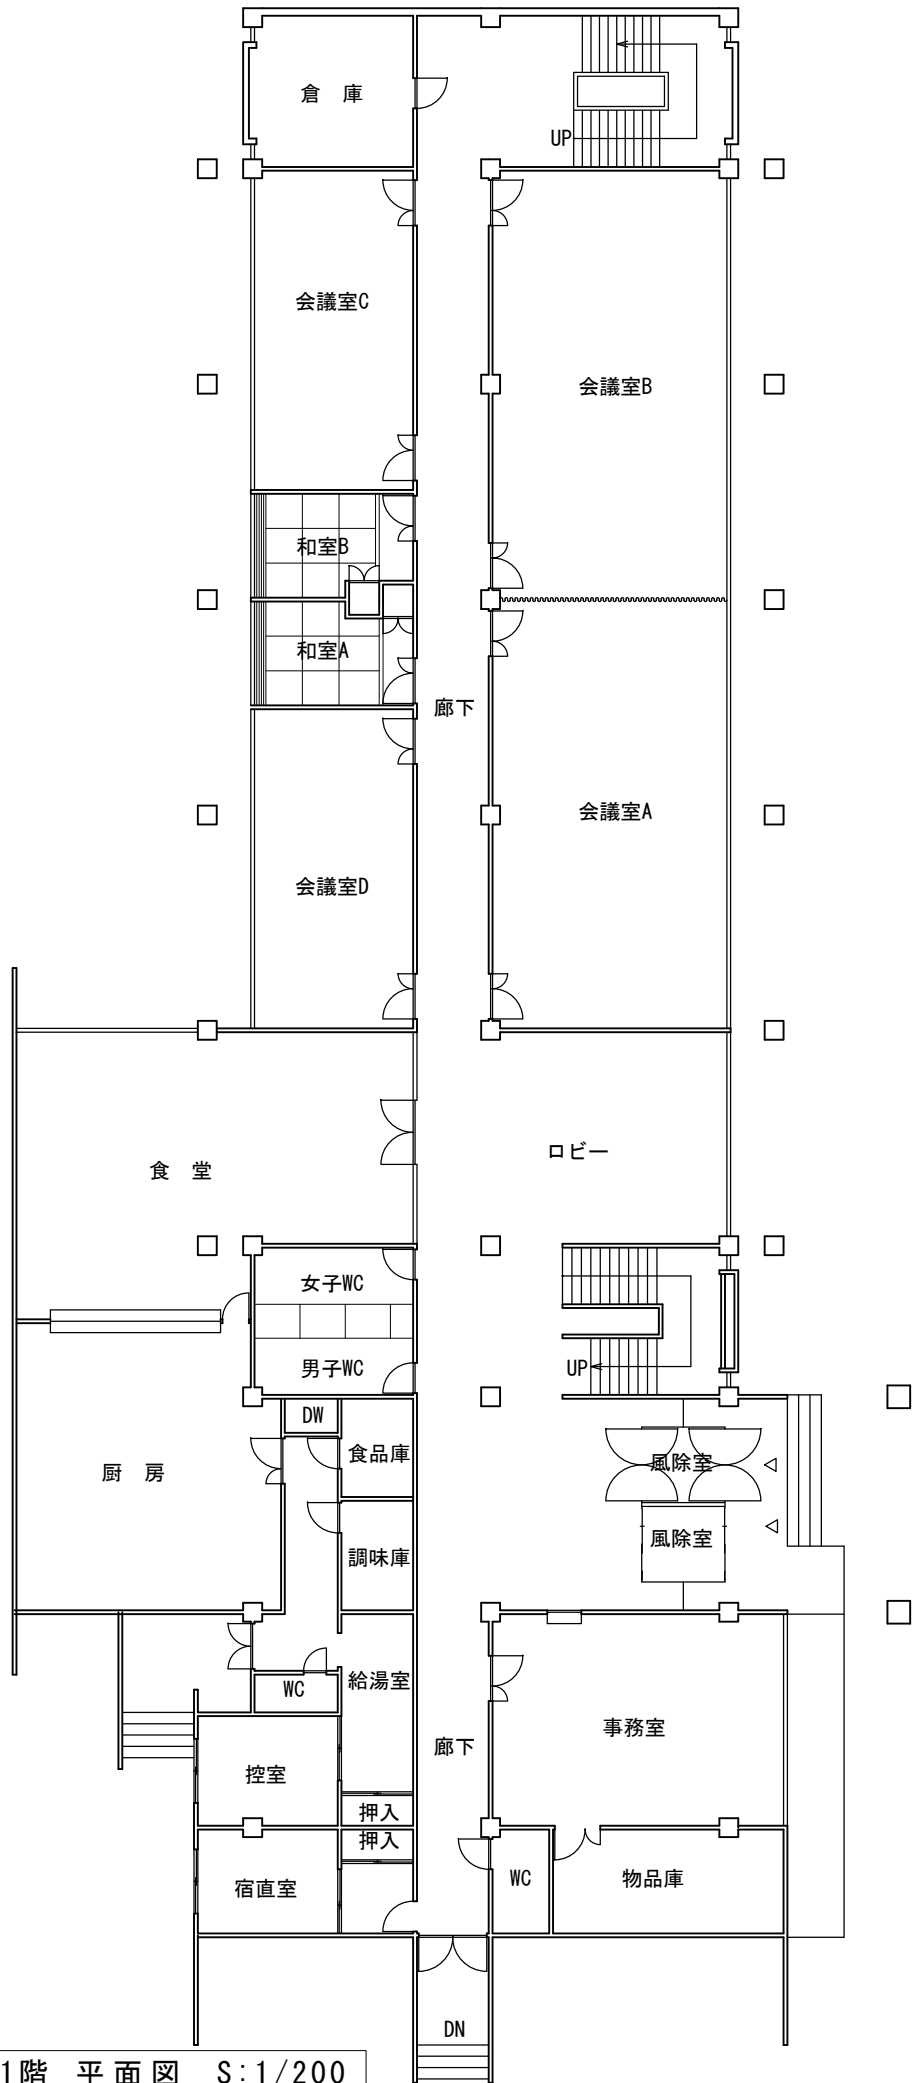 倉 庫
UP
会議室C
会議室B
和室B
和室A
廊下
会議室A
会議室D
ロビー
食 堂
女子WC
男子WC
UP
DW
食品庫
風除室
厨 房
風除室
調味庫
給湯室
WC
事務室
廊下
控室
押入
押入
WC
物品庫
宿直室
DN
1階 平面図 S:1/200